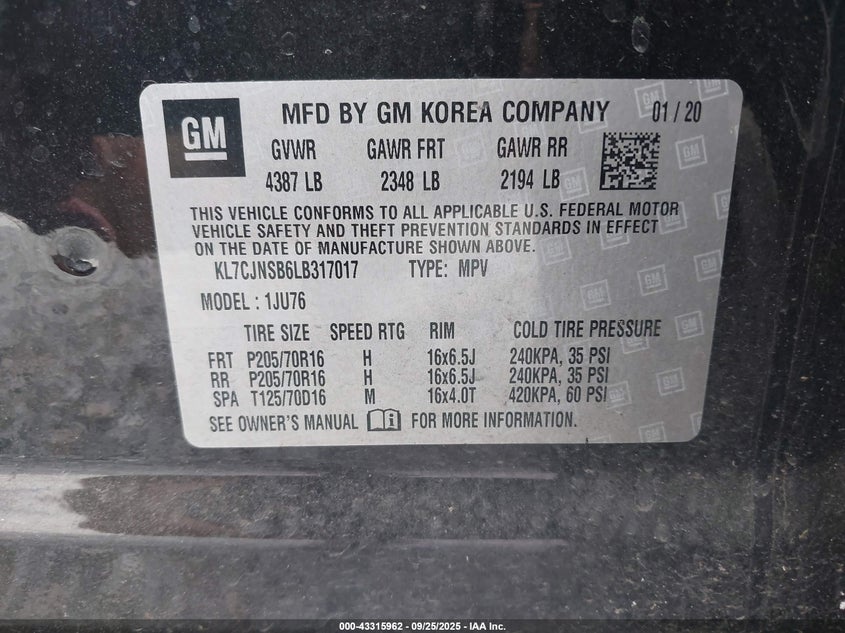 GM
MFD BY GM KOREA COMPANY 01 / 20
GVWR GAWR FRT GAWR RR
4387 LB 2348 LB 2194 LB
THIS VEHICLE CONFORMS TO ALL APPLICABLE U.S. FEDERAL MOTOR
VEHICLE SAFETY AND THEFT PREVENTION STANDARDS IN EFFECT
ON THE DATE OF MANUFACTURE SHOWN ABOVE.
KL7CJNSB6LB317017 TYPE: MPV
MODEL : 1JU76
TIRE SIZE SPEED RTG RIM COLD TIRE PRESSURE
FRT P205/70R16 H 16x6.5J 240KPA, 35 PSI
RR P205/70R16 H 16x6.5J 240KPA, 35 PSI
SPA T125/70D16 M 16x4.0T 420KPA, 60 PSI
SEE OWNER'S MANUAL FOR MORE INFORMATION.
000-43315962 - 09/25/2025 - IAA Inc.